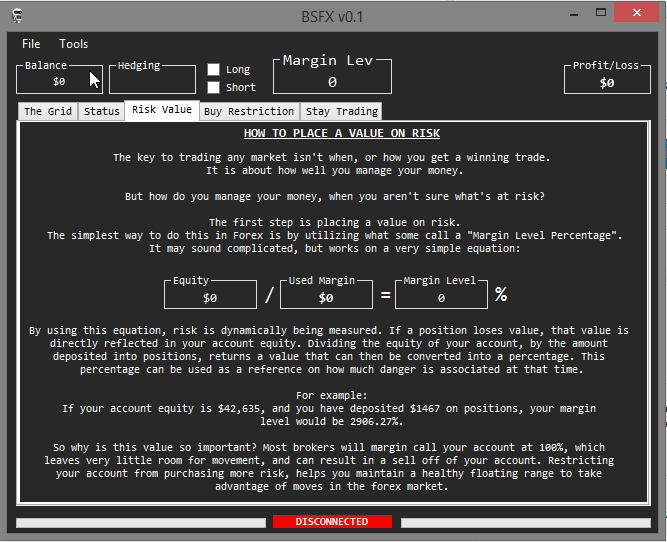 BSFX v0.1
File Tools
Balance
$0
Hedging
Long
Short
Margin Lev
0
Profit/Loss
$0
The Grid Status Risk Value Buy Restriction Stay Trading
HOW TO PLACE A VALUE ON RISK
The key to trading any market isn't when, or how you get a winning trade.
It is about how well you manage your money.
But how do you manage your money, when you aren't sure what's at risk?
The first step is placing a value on risk.
The simplest way to do this in Forex is by utilizing what some call a "Margin Level Percentage".
It may sound complicated, but works on a very simple equation:
Equity Used Margin Margin Level
$0 / $0 = 0 %
By using this equation, risk is dynamically being measured. If a position loses value, that value is
directly reflected in your account equity. Dividing the equity of your account, by the amount
deposited into positions, returns a value that can then be converted into a percentage. This
percentage can be used as a reference on how much danger is associated at that time.
For example:
If your account equity is $42,635, and you have deposited $1467 on positions, your margin
level would be 2906.27%.
So why is this value so important? Most brokers will margin call your account at 100%, which
leaves very little room for movement, and can result in a sell off of your account. Restricting
your account from purchasing more risk, helps you maintain a healthy floating range to take
advantage of moves in the forex market.
DISCONNECTED